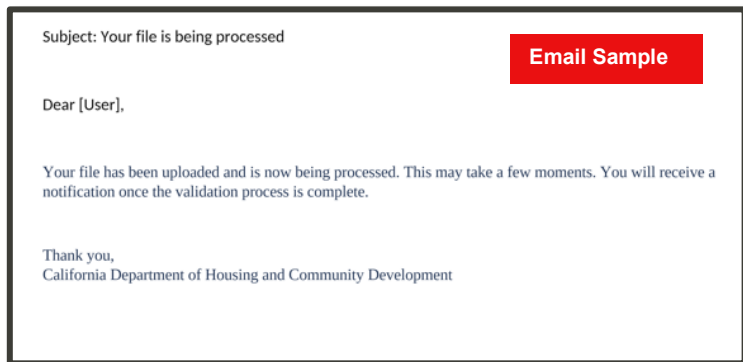 Subject: Your file is being processed
Email Sample
Dear [User],
Your file has been uploaded and is now being processed. This may take a few moments. You will receive a
notification once the validation process is complete.
Thank you,
California Department of Housing and Community Development